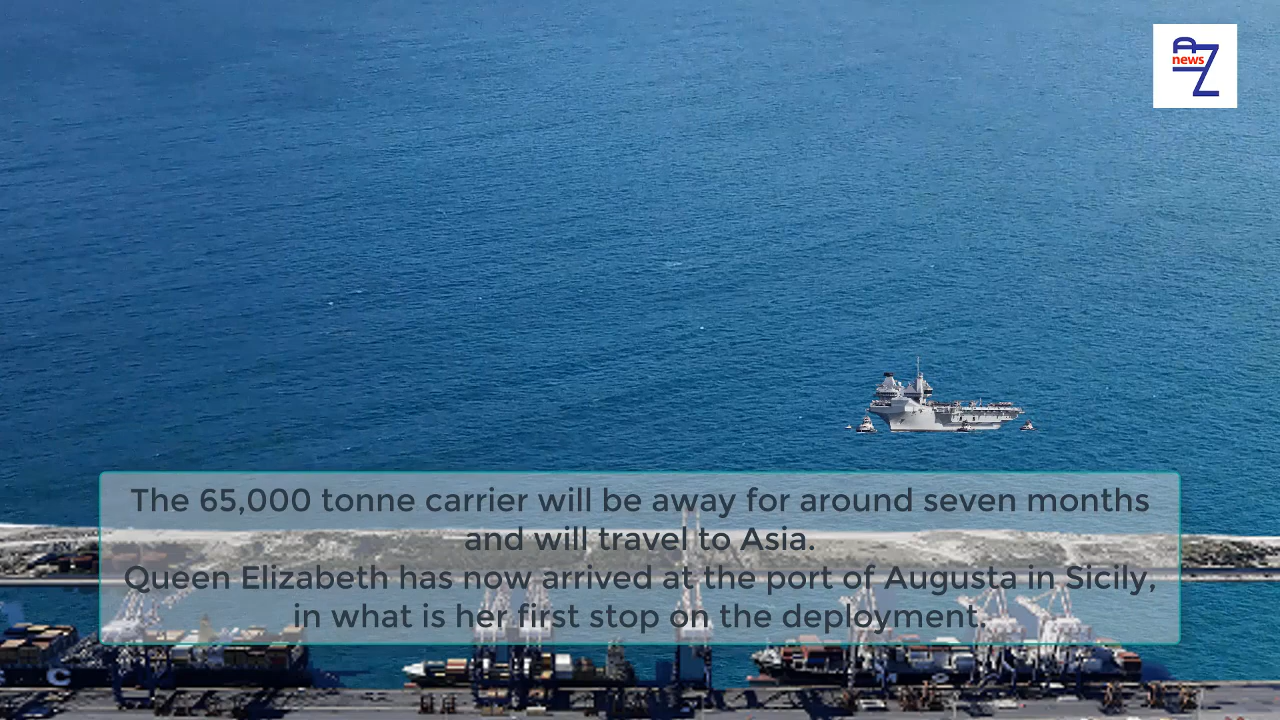 A
news
Z
The 65,000 tonne carrier will be away for around seven months
and will travel to Asia.
Queen Elizabeth has now arrived at the port of Augusta in Sicily,
in what is her first stop on the deployment.